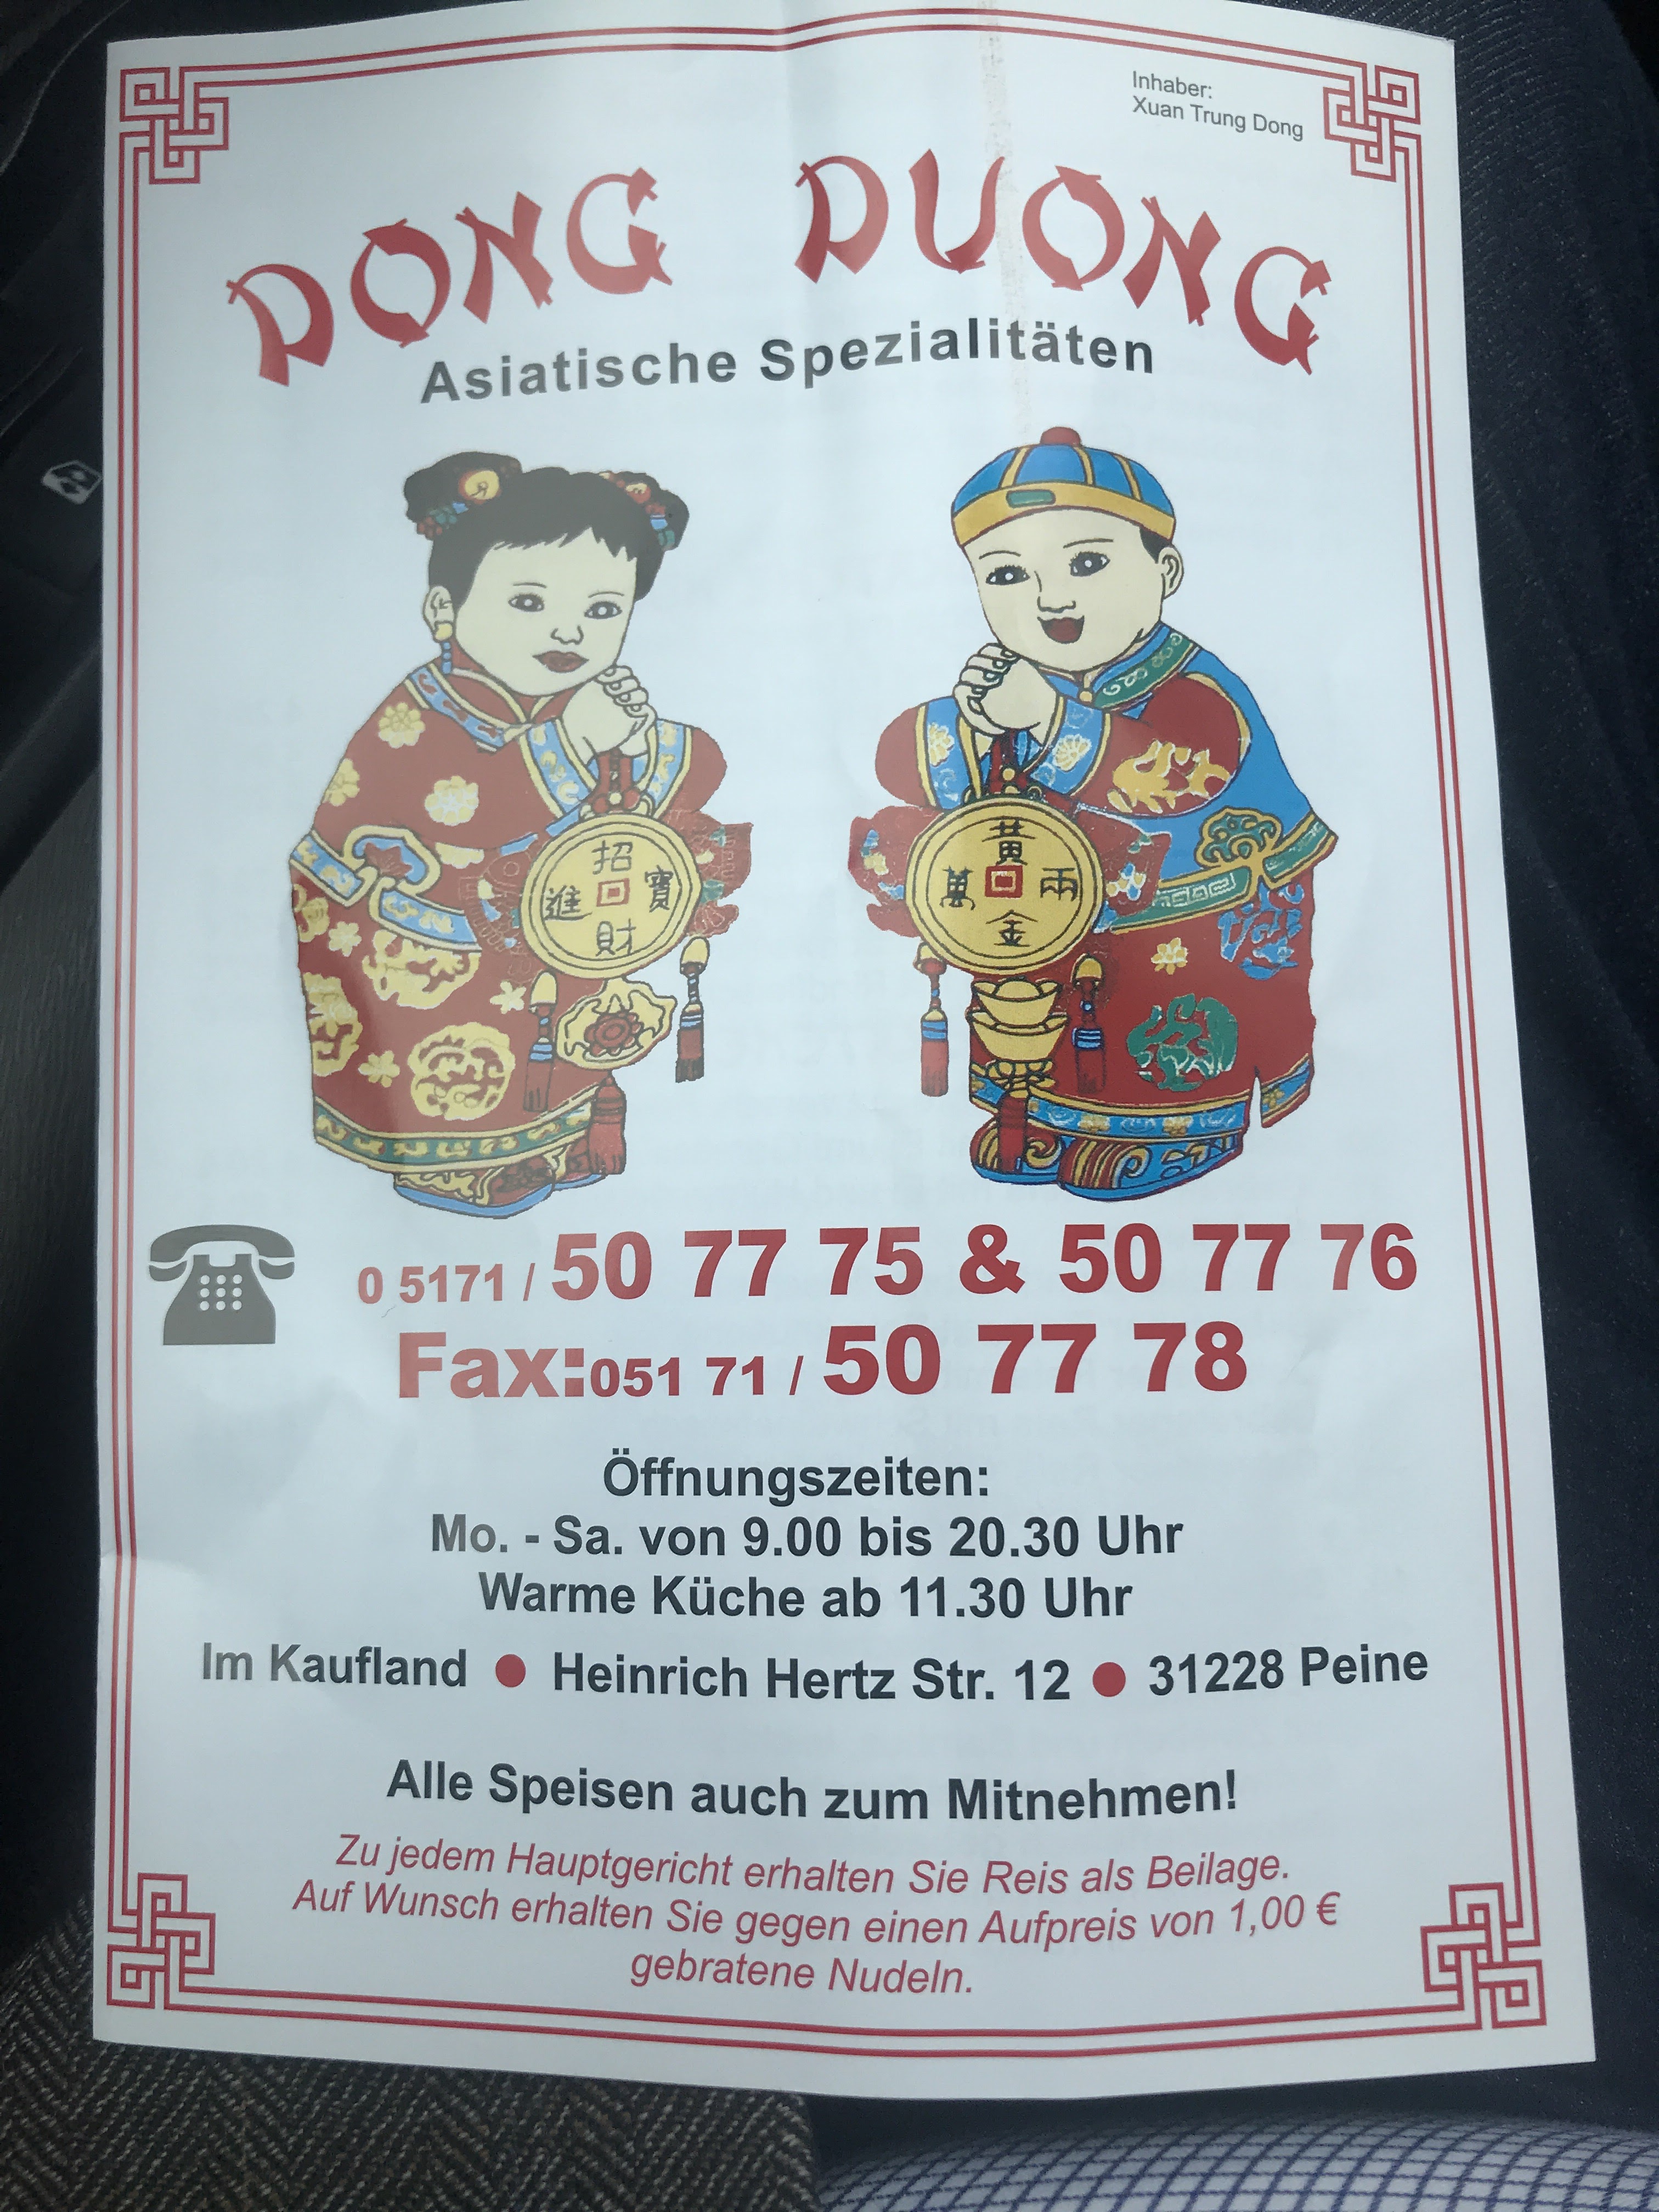 Inhaber:
Xuan Trung Dong
DONG DUONG
Asiatische Spezialitäten
招
進 寶
財
黃
萬 兩
金
0 5171 / 50 77 75 & 50 77 76
Fax:051 71 / 50 77 78
Öffnungszeiten:
Mo. - Sa. von 9.00 bis 20.30 Uhr
Warme Küche ab 11.30 Uhr
Im Kaufland ● Heinrich Hertz Str. 12 ● 31228 Peine
Alle Speisen auch zum Mitnehmen!
Zu jedem Hauptgericht erhalten Sie Reis als Beilage.
Auf Wunsch erhalten Sie gegen einen Aufpreis von 1,00 €
gebratene Nudeln.